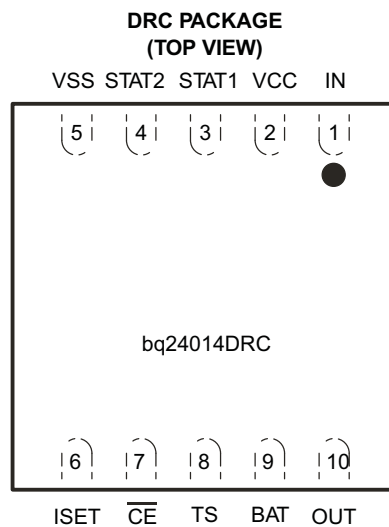 DRC PACKAGE
(TOP VIEW)
VSS STAT2 STAT1 VCC IN
5 4 3 2 1
bq24014DRC
6 7 8 9 10
ISET C̅E̅ TS BAT OUT